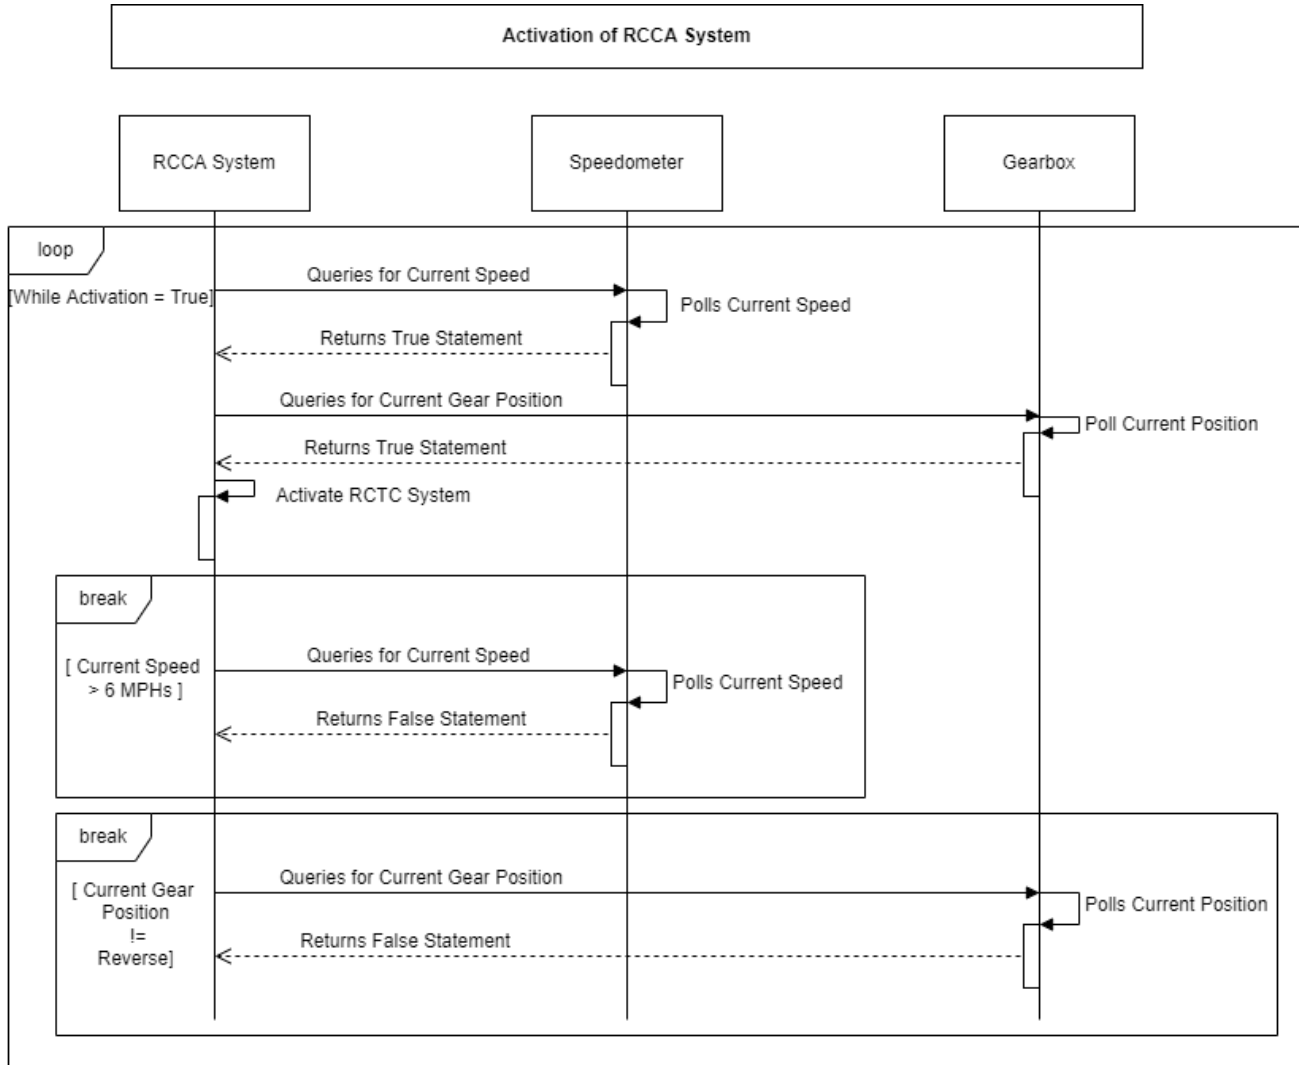 Activation of RCCA System
RCCA System
Speedometer
Gearbox
loop
[While Activation = True]
Queries for Current Speed
Polls Current Speed
Returns True Statement
Queries for Current Gear Position
Poll Current Position
Returns True Statement
Activate RCTC System
break
[ Current Speed
> 6 MPHs ]
Queries for Current Speed
Polls Current Speed
Returns False Statement
break
[ Current Gear
Position
!=
Reverse]
Queries for Current Gear Position
Polls Current Position
Returns False Statement